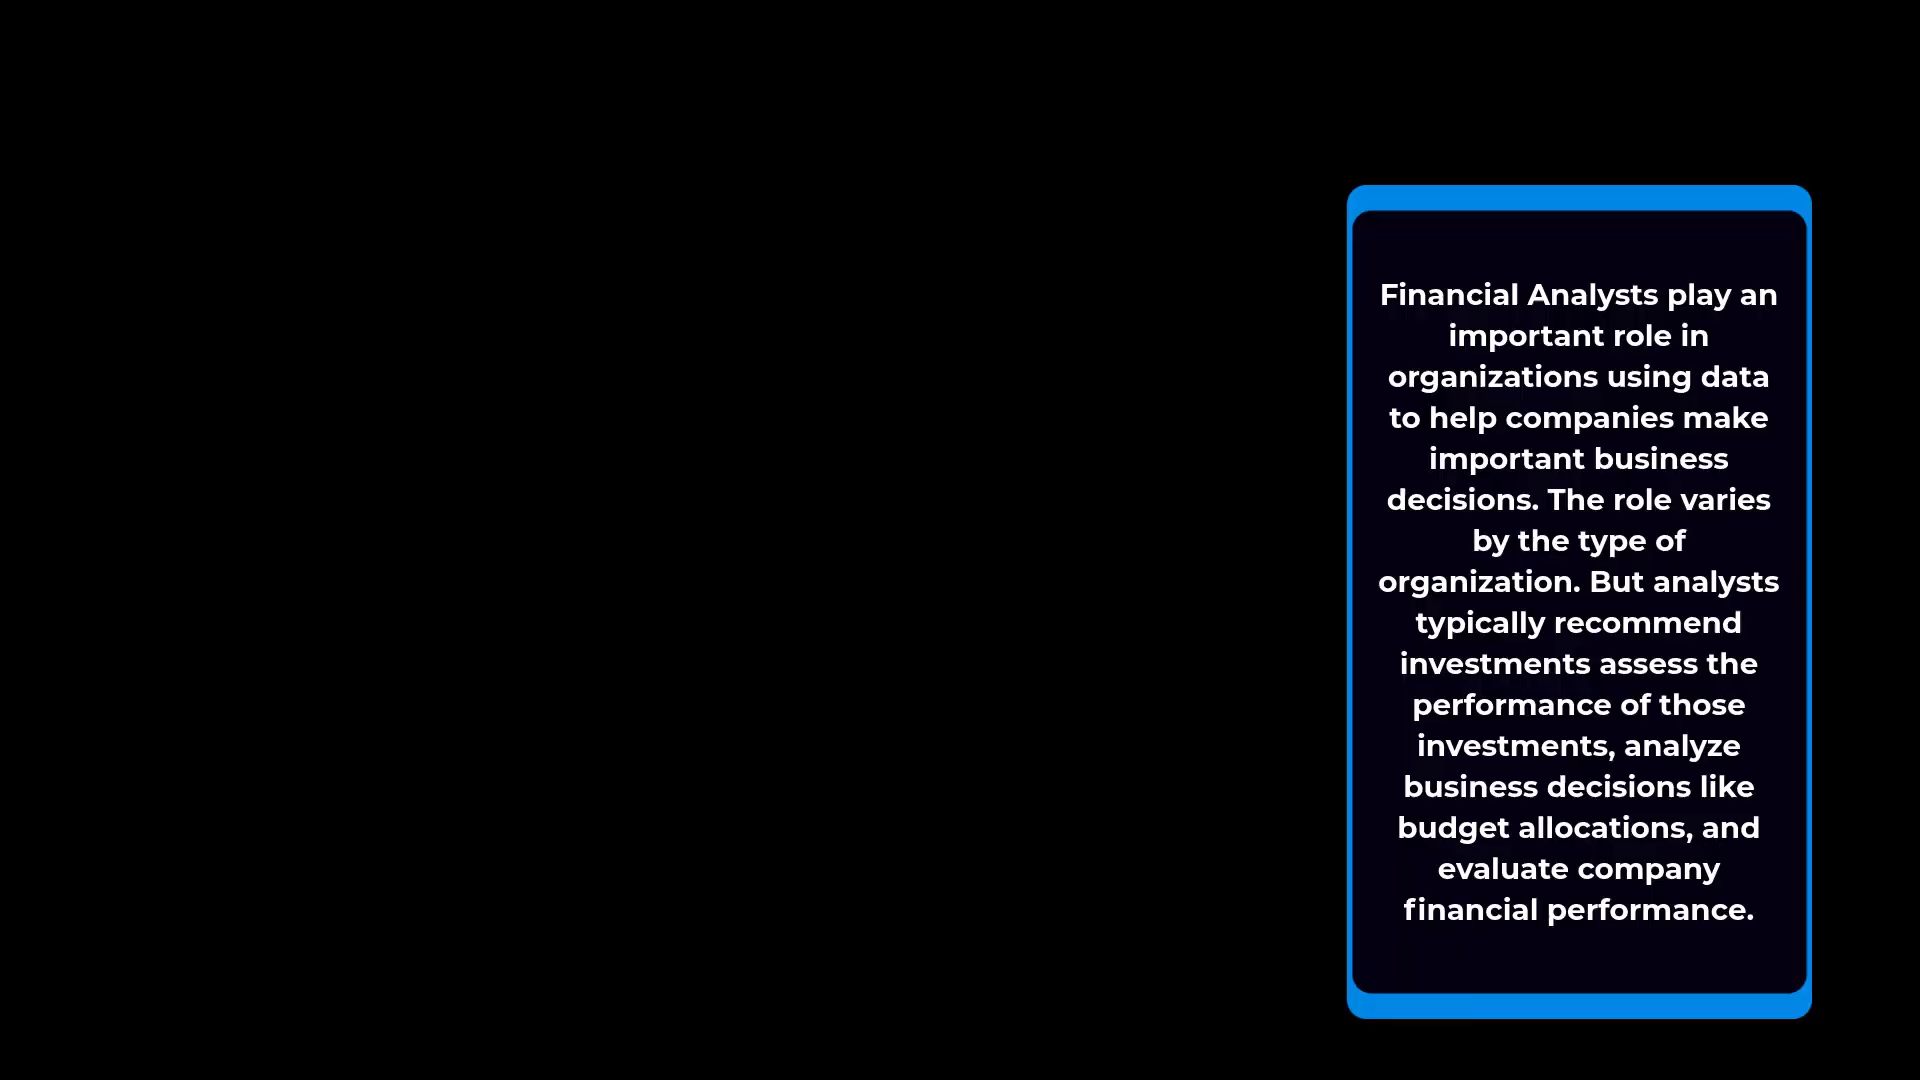 Financial Analysts play an
important role in
organizations using data
to help companies make
important business
decisions. The role varies
by the type of
organization. But analysts
typically recommend
investments assess the
performance of those
investments, analyze
business decisions like
budget allocations, and
evaluate company
financial performance.